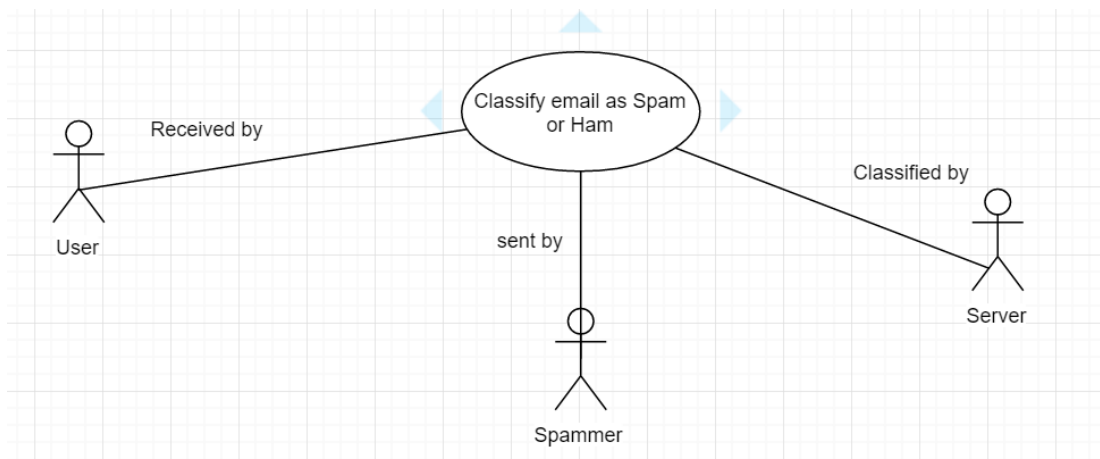 Classify email as Spam
or Ham
Received by
Classified by
User
sent by
Server
Spammer